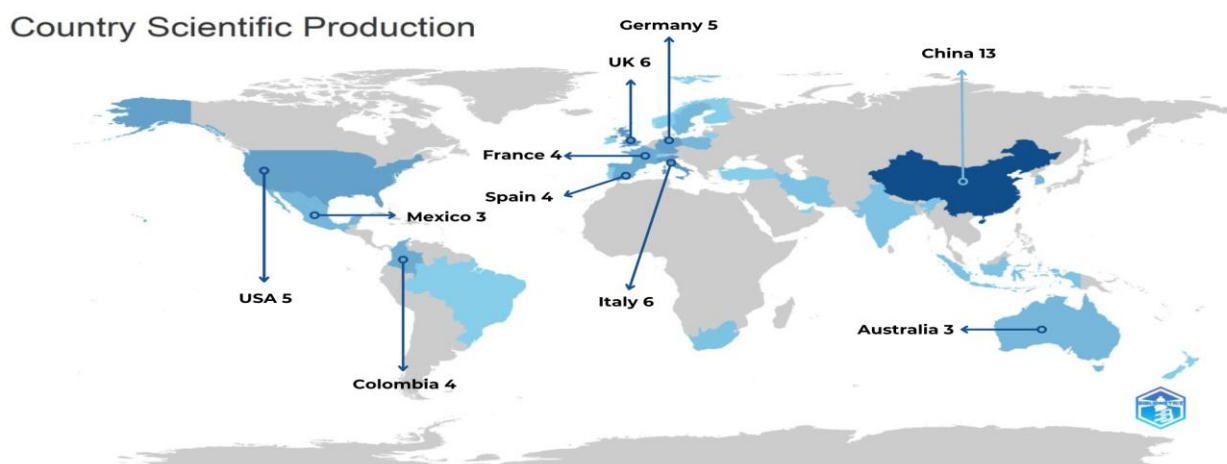 Country Scientific Production
Germany 5
UK 6
China 13
France 4
Spain 4
Mexico 3
USA 5
Italy 6
Australia 3
Colombia 4
BIBLIOMETRIX